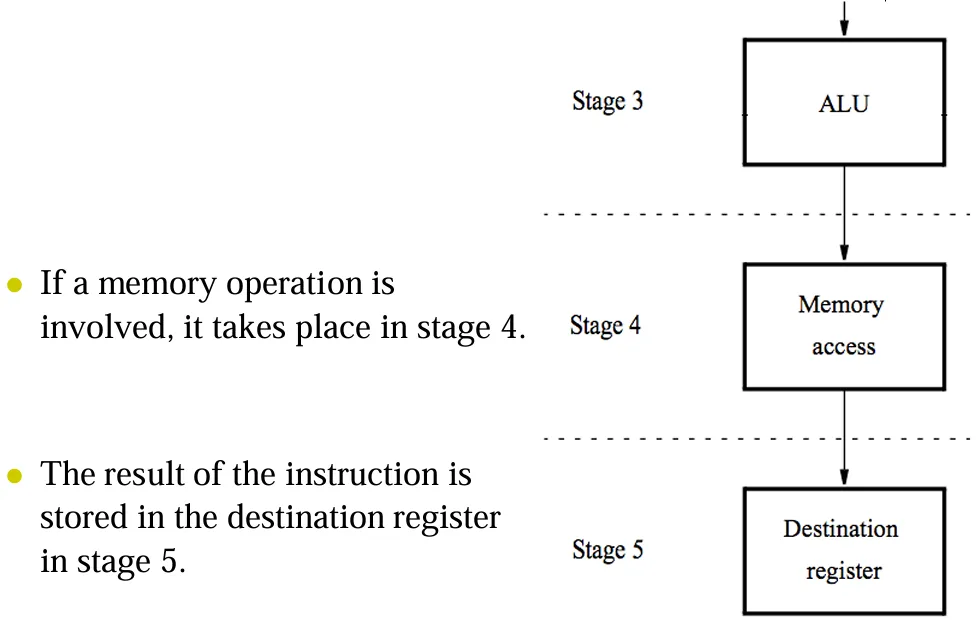 Stage 3
ALU
If a memory operation is
involved, it takes place in stage 4.
Stage 4
Memory
access
The result of the instruction is
stored in the destination register
in stage 5.
Stage 5
Destination
register